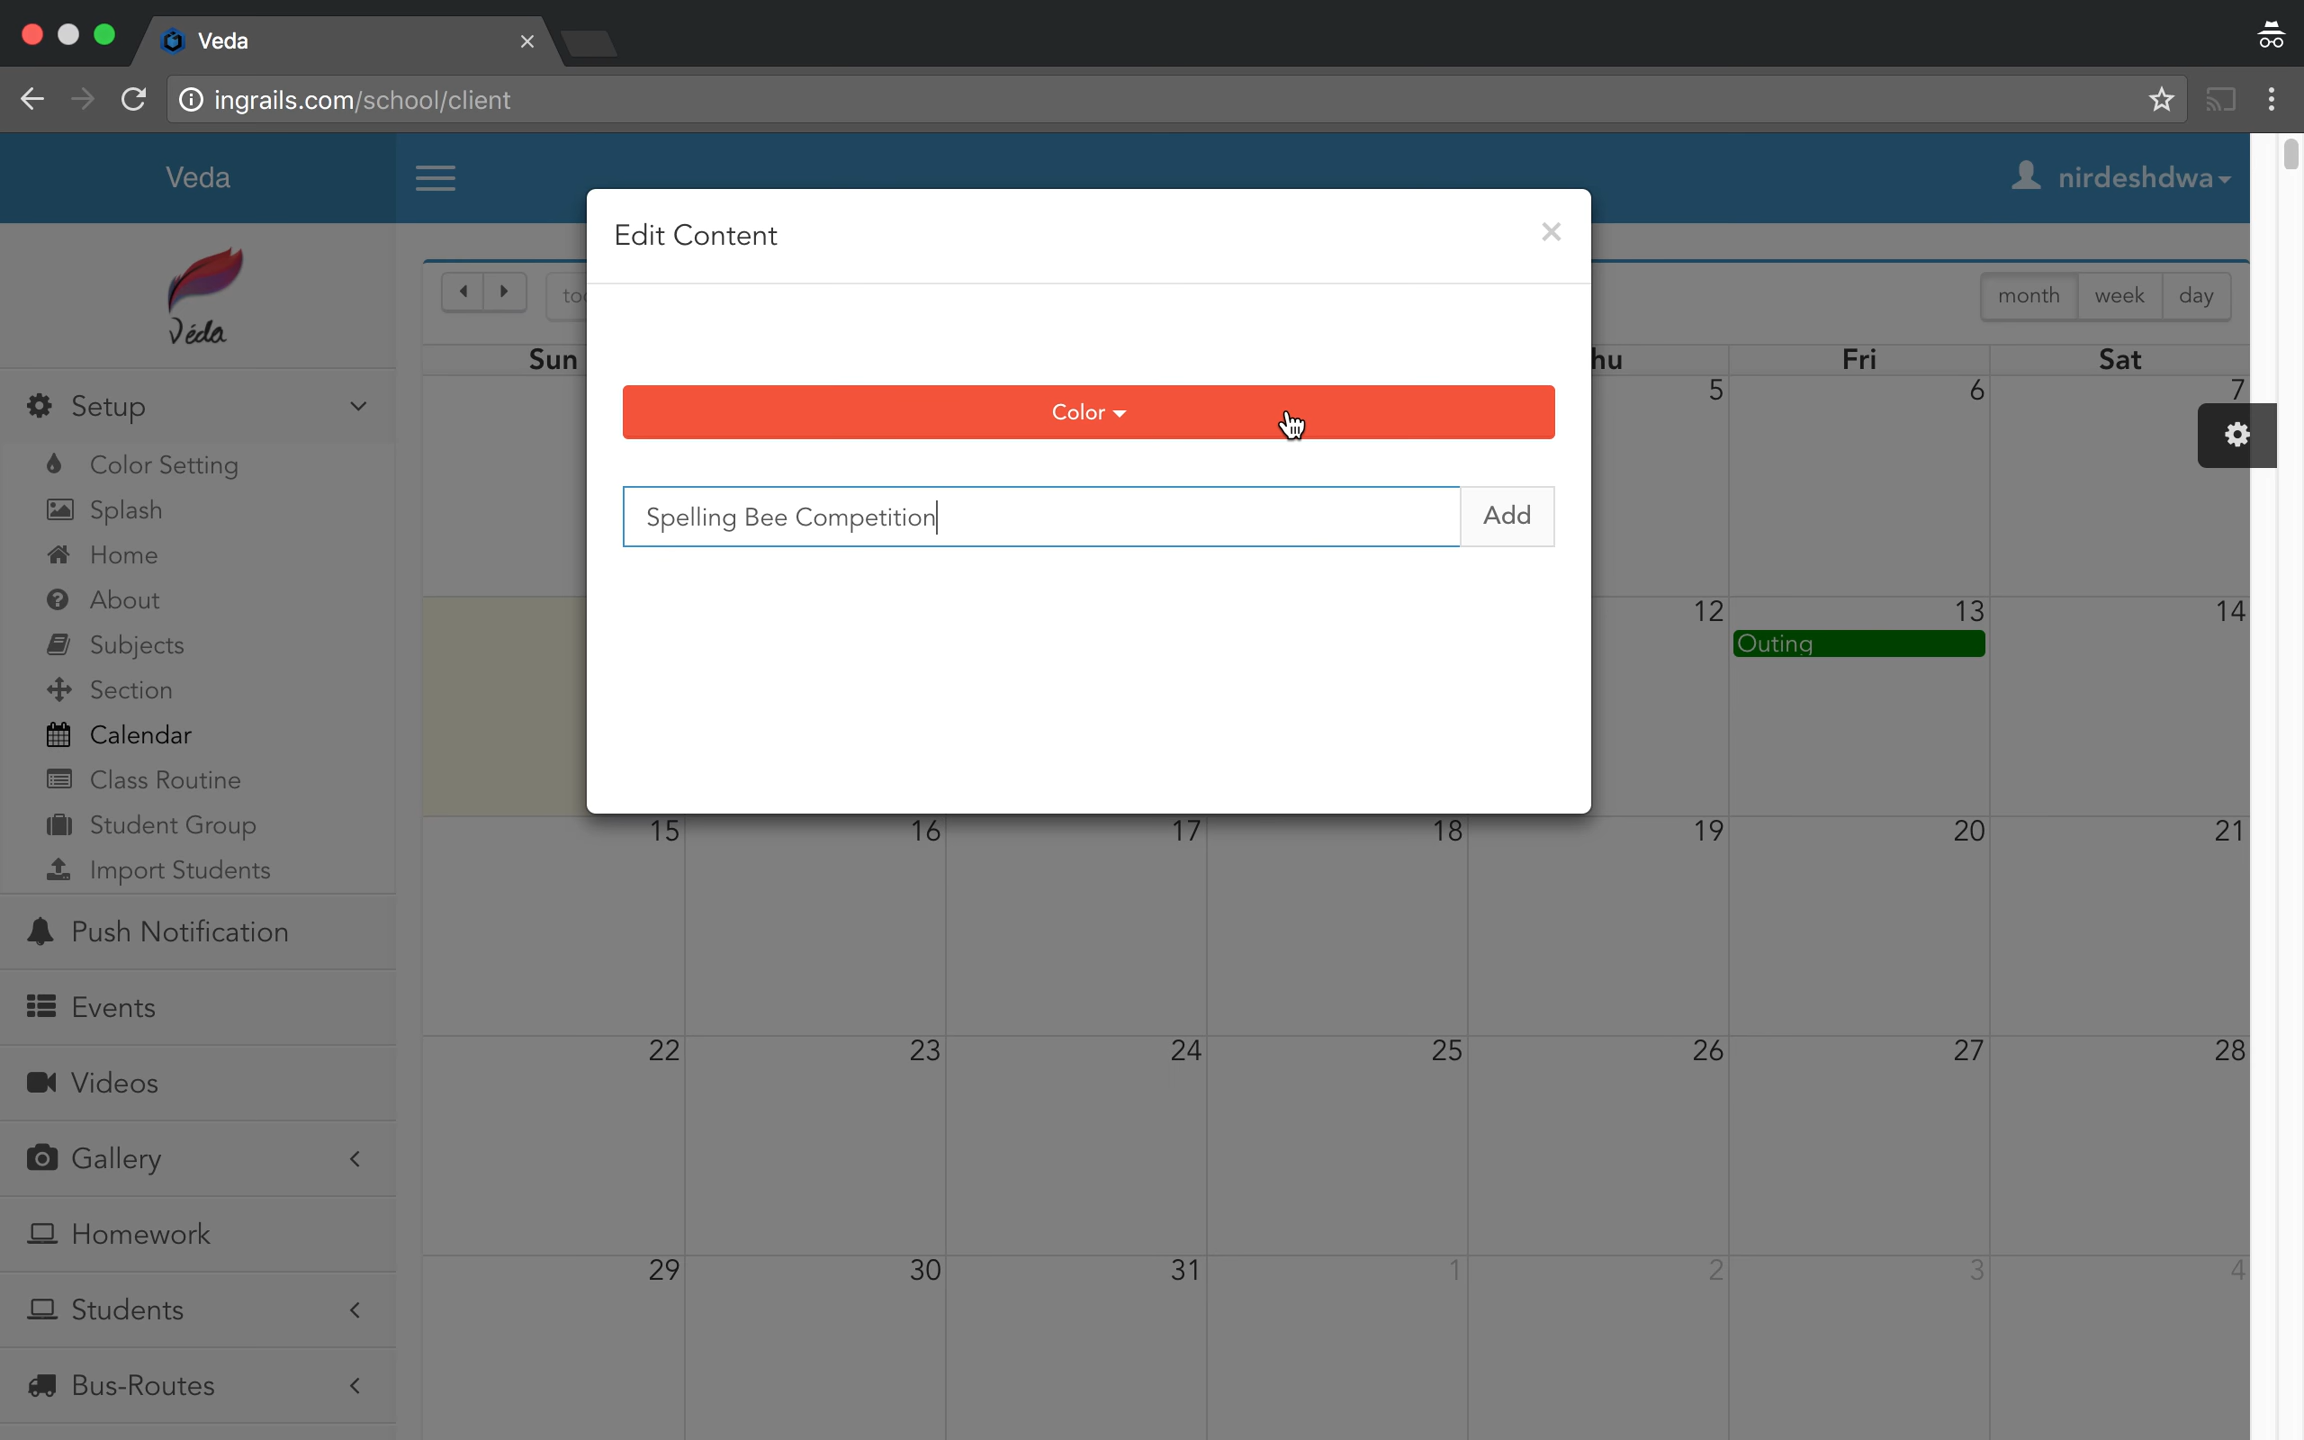 Veda
ingrails.com/school/client
Veda
nirdeshdwa
Véda
Edit Content
Color
Spelling Bee Competition
Add
month week day
Sun Fri Sat
5 6 7
12 13 14
Outing
15 16 17 18 19 20 21
22 23 24 25 26 27 28
29 30 31 1 2 3 4
Setup
Color Setting
Splash
Home
About
Subjects
Section
Calendar
Class Routine
Student Group
Import Students
Push Notification
Events
Videos
Gallery
Homework
Students
Bus-Routes